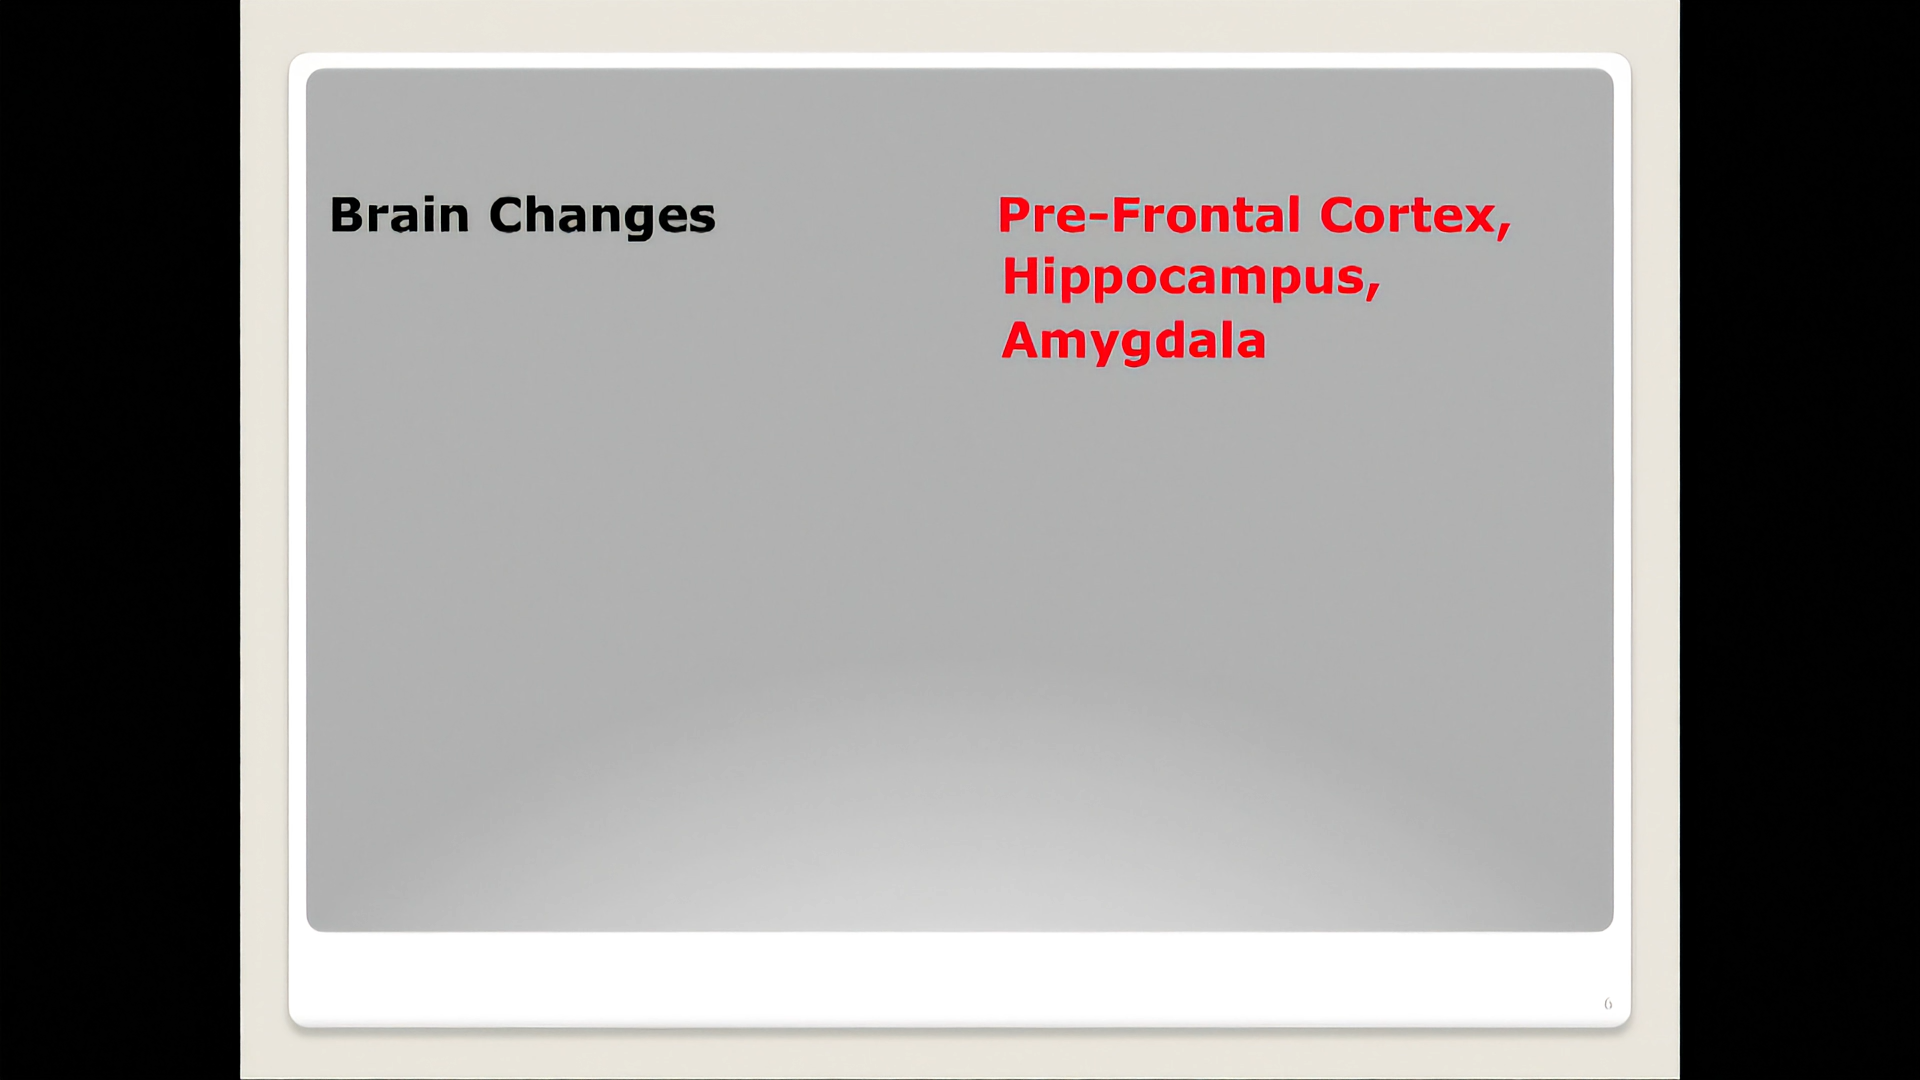 Brain Changes
Pre-Frontal Cortex,
Hippocampus,
Amygdala
6